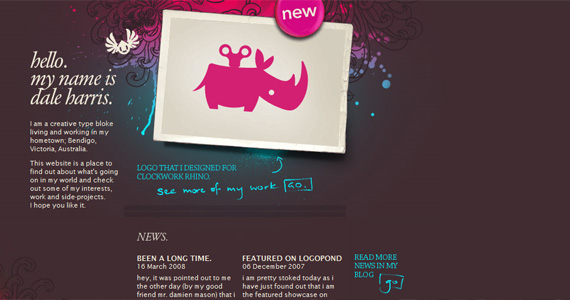 new
hello.
my name is
dale harris.
I am a creative type bloke
living and working in my
hometown; Bendigo,
Victoria, Australia.
This website is a place to
find out about what's going
on in my world and check
out some of my interests,
work and side-projects.
I hope you like it.
LOGO THAT I DESIGNED FOR
CLOCKWORK RHINO.
see more of my work GO.
NEWS.
BEEN A LONG TIME.
16 March 2008
hey, it was pointed out to me
the other day (by my good
friend mr. damien mason) that i
FEATURED ON LOGOPOND
06 December 2007
i am pretty stoked today as i
have just found out that i am
the featured showcase on
READ MORE
NEWS IN MY
BLOG go